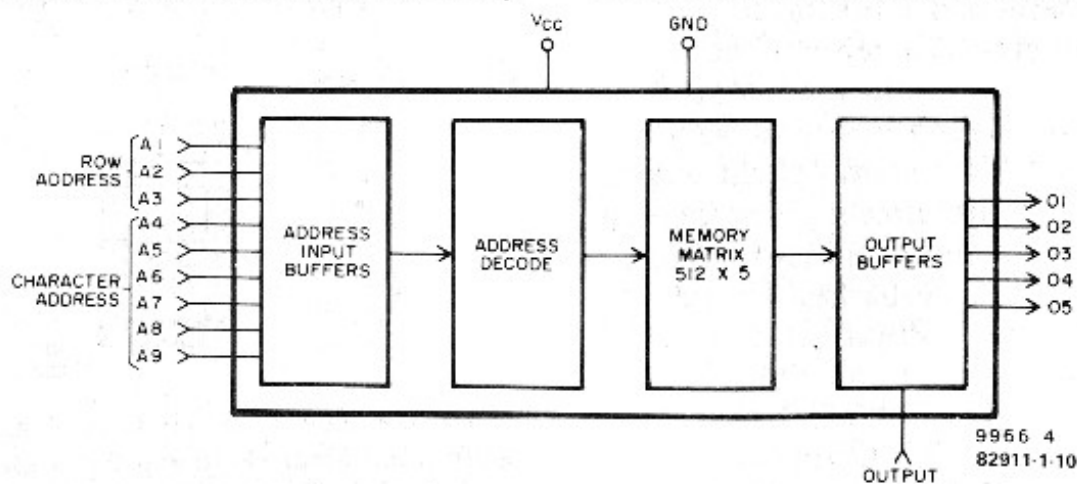 VCC GND
ROW
ADDRESS
A1
A2
A3
CHARACTER
ADDRESS
A4
A5
A6
A7
A8
A9
ADDRESS
INPUT
BUFFERS
ADDRESS
DECODE
MEMORY
MATRIX
512 X 5
OUTPUT
BUFFERS
O1
O2
O3
O4
O5
OUTPUT
9956 4
82911-1-10